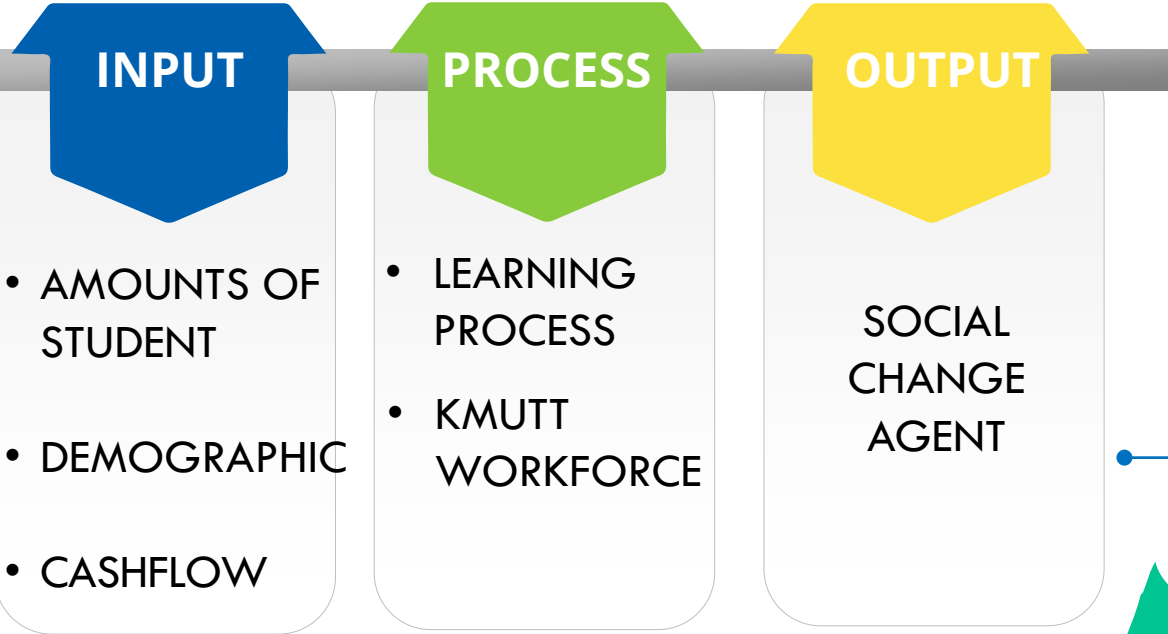 INPUT
• AMOUNTS OF
STUDENT
• DEMOGRAPHIC
• CASHFLOW
PROCESS
• LEARNING
PROCESS
• KMUTT
WORKFORCE
OUTPUT
SOCIAL
CHANGE
AGENT